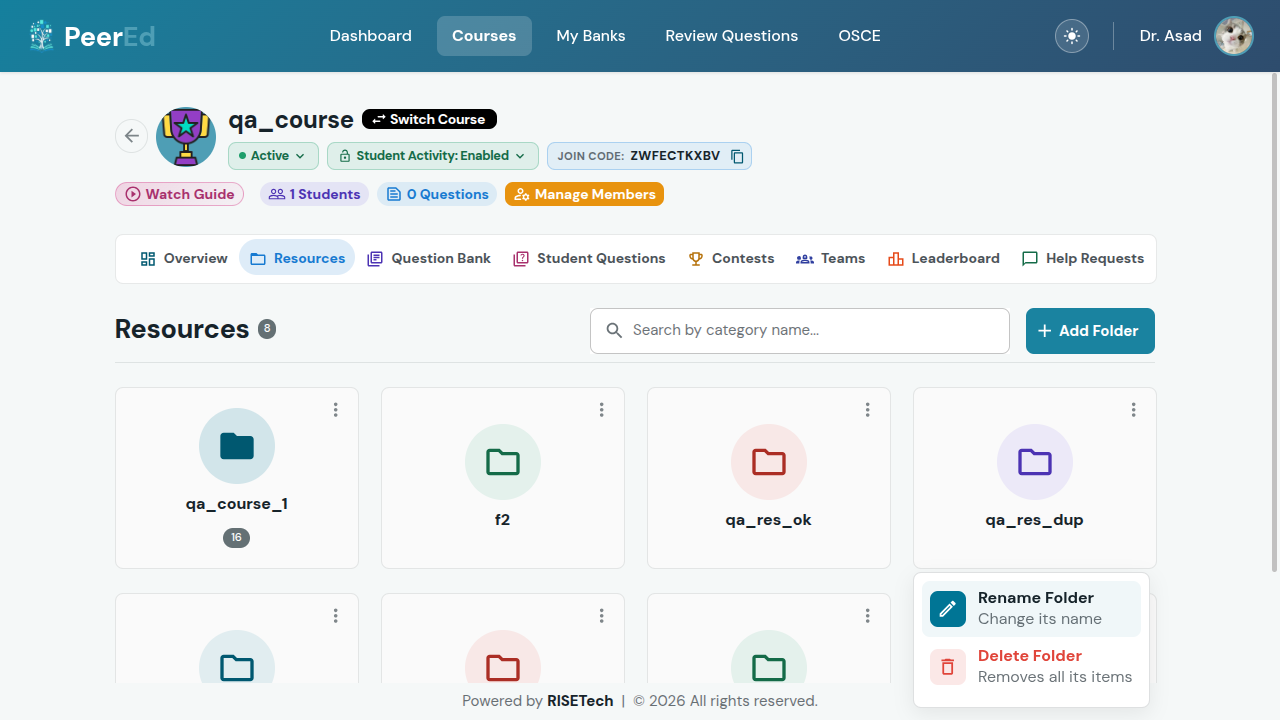 PeerEd
Dashboard
Courses
My Banks
Review Questions
OSCE
Dr. Asad
qa_course
Switch Course
Active
Student Activity: Enabled
JOIN CODE: ZWFECTKXBV
Watch Guide
1 Students
0 Questions
Manage Members
Overview
Resources
Question Bank
Student Questions
Contests
Teams
Leaderboard
Help Requests
Resources 8
Search by category name...
Add Folder
qa_course_1
16
f2
qa_res_ok
qa_res_dup
Rename Folder
Change its name
Delete Folder
Removes all its items
Powered by RISETech | © 2026 All rights reserved.